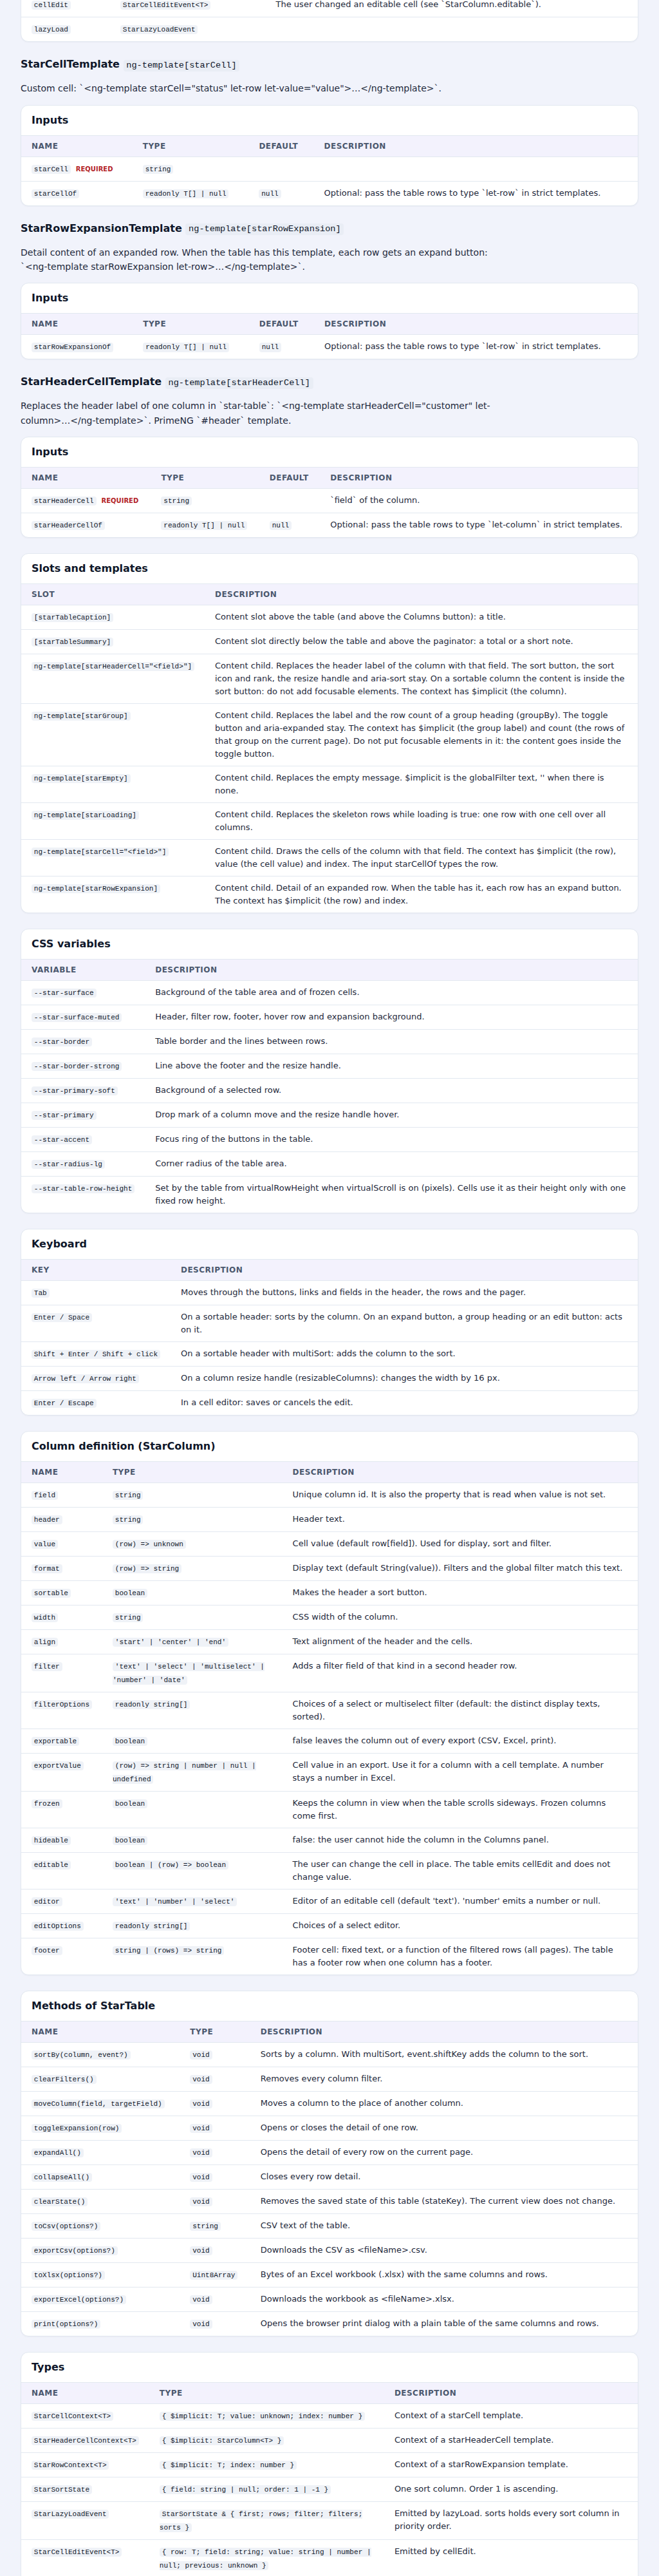 cellEdit StarCellEditEvent<T> The user changed an editable cell (see `StarColumn.editable`).
lazyLoad StarLazyLoadEvent
StarCellTemplate ng-template[starCell]
Custom cell: `<ng-template starCell="status" let-row let-value="value">…</ng-template>`.
Inputs
NAME TYPE DEFAULT DESCRIPTION
starCell REQUIRED string
starCellOf readonly T[] | null null Optional: pass the table rows to type `let-row` in strict templates.
StarRowExpansionTemplate ng-template[starRowExpansion]
Detail content of an expanded row. When the table has this template, each row gets an expand button:
`<ng-template starRowExpansion let-row>…</ng-template>`.
Inputs
NAME TYPE DEFAULT DESCRIPTION
starRowExpansionOf readonly T[] | null null Optional: pass the table rows to type `let-row` in strict templates.
StarHeaderCellTemplate ng-template[starHeaderCell]
Replaces the header label of one column in `star-table`: `<ng-template starHeaderCell="customer" let-
column>…</ng-template>`. PrimeNG `#header` template.
Inputs
NAME TYPE DEFAULT DESCRIPTION
starHeaderCell REQUIRED string `field` of the column.
starHeaderCellOf readonly T[] | null null Optional: pass the table rows to type `let-column` in strict templates.
Slots and templates
SLOT DESCRIPTION
[starTableCaption] Content slot above the table (and above the Columns button): a title.
[starTableSummary] Content slot directly below the table and above the paginator: a total or a short note.
ng-template[starHeaderCell="<field>"] Content child. Replaces the header label of the column with that field. The sort button, the sort
icon and rank, the resize handle and aria-sort stay. On a sortable column the content is inside the
sort button: do not add focusable elements. The context has $implicit (the column).
ng-template[starGroup] Content child. Replaces the label and the row count of a group heading (groupBy). The toggle
button and aria-expanded stay. The context has $implicit (the group label) and count (the rows of
that group on the current page). Do not put focusable elements in it: the content goes inside the
toggle button.
ng-template[starEmpty] Content child. Replaces the empty message. $implicit is the globalFilter text, '' when there is
none.
ng-template[starLoading] Content child. Replaces the skeleton rows while loading is true: one row with one cell over all
columns.
ng-template[starCell="<field>"] Content child. Draws the cells of the column with that field. The context has $implicit (the row),
value (the cell value) and index. The input starCellOf types the row.
ng-template[starRowExpansion] Content child. Detail of an expanded row. When the table has it, each row has an expand button.
The context has $implicit (the row) and index.
CSS variables
VARIABLE DESCRIPTION
--star-surface Background of the table area and of frozen cells.
--star-surface-muted Header, filter row, footer, hover row and expansion background.
--star-border Table border and the lines between rows.
--star-border-strong Line above the footer and the resize handle.
--star-primary-soft Background of a selected row.
--star-primary Drop mark of a column move and the resize handle hover.
--star-accent Focus ring of the buttons in the table.
--star-radius-lg Corner radius of the table area.
--star-table-row-height Set by the table from virtualRowHeight when virtualScroll is on (pixels). Cells use it as their height only with one
fixed row height.
Keyboard
KEY DESCRIPTION
Tab Moves through the buttons, links and fields in the header, the rows and the pager.
Enter / Space On a sortable header: sorts by the column. On an expand button, a group heading or an edit button: acts
on it.
Shift + Enter / Shift + click On a sortable header with multiSort: adds the column to the sort.
Arrow left / Arrow right On a column resize handle (resizableColumns): changes the width by 16 px.
Enter / Escape In a cell editor: saves or cancels the edit.
Column definition (StarColumn)
NAME TYPE DESCRIPTION
field string Unique column id. It is also the property that is read when value is not set.
header string Header text.
value (row) => unknown Cell value (default row[field]). Used for display, sort and filter.
format (row) => string Display text (default String(value)). Filters and the global filter match this text.
sortable boolean Makes the header a sort button.
width string CSS width of the column.
align 'start' | 'center' | 'end' Text alignment of the header and the cells.
filter 'text' | 'select' | 'multiselect' | Adds a filter field of that kind in a second header row.
'number' | 'date'
filterOptions readonly string[] Choices of a select or multiselect filter (default: the distinct display texts,
sorted).
exportable boolean false leaves the column out of every export (CSV, Excel, print).
exportValue (row) => string | number | null | Cell value in an export. Use it for a column with a cell template. A number
undefined stays a number in Excel.
frozen boolean Keeps the column in view when the table scrolls sideways. Frozen columns
come first.
hideable boolean false: the user cannot hide the column in the Columns panel.
editable boolean | (row) => boolean The user can change the cell in place. The table emits cellEdit and does not
change value.
editor 'text' | 'number' | 'select' Editor of an editable cell (default 'text'). 'number' emits a number or null.
editOptions readonly string[] Choices of a select editor.
footer string | (rows) => string Footer cell: fixed text, or a function of the filtered rows (all pages). The table
has a footer row when one column has a footer.
Methods of StarTable
NAME TYPE DESCRIPTION
sortBy(column, event?) void Sorts by a column. With multiSort, event.shiftKey adds the column to the sort.
clearFilters() void Removes every column filter.
moveColumn(field, targetField) void Moves a column to the place of another column.
toggleExpansion(row) void Opens or closes the detail of one row.
expandAll() void Opens the detail of every row on the current page.
collapseAll() void Closes every row detail.
clearState() void Removes the saved state of this table (stateKey). The current view does not change.
toCsv(options?) string CSV text of the table.
exportCsv(options?) void Downloads the CSV as <fileName>.csv.
toXlsx(options?) Uint8Array Bytes of an Excel workbook (.xlsx) with the same columns and rows.
exportExcel(options?) void Downloads the workbook as <fileName>.xlsx.
print(options?) void Opens the browser print dialog with a plain table of the same columns and rows.
Types
NAME TYPE DESCRIPTION
StarCellContext<T> { $implicit: T; value: unknown; index: number } Context of a starCell template.
StarHeaderCellContext<T> { $implicit: StarColumn<T> } Context of a starHeaderCell template.
StarRowContext<T> { $implicit: T; index: number } Context of a starRowExpansion template.
StarSortState { field: string | null; order: 1 | -1 } One sort column. Order 1 is ascending.
StarLazyLoadEvent StarSortState & { first; rows; filter; filters; Emitted by lazyLoad. sorts holds every sort column in
sorts } priority order.
StarCellEditEvent<T> { row: T; field: string; value: string | number | Emitted by cellEdit.
null; previous: unknown }